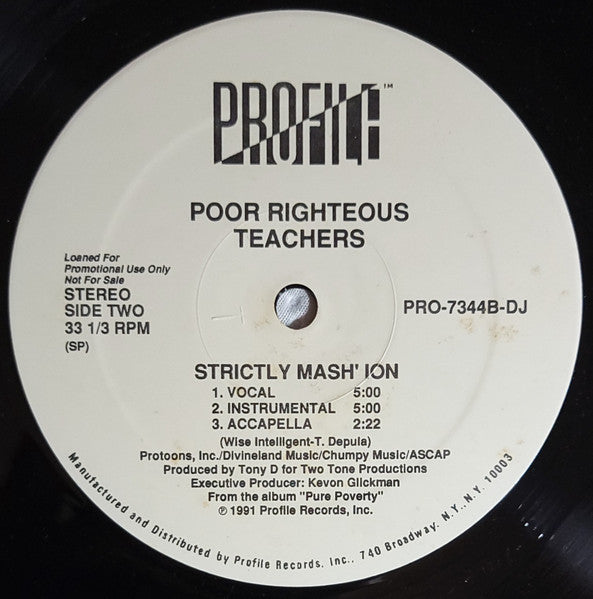 PROFILE™
POOR RIGHTEOUS
TEACHERS
Loaned For
Promotional Use Only
Not For Sale
STEREO
SIDE TWO
33 1/3 RPM
(SP)
PRO-7344B-DJ
STRICTLY MASH' ION
1. VOCAL 5:00
2. INSTRUMENTAL 5:00
3. ACCAPELLA 2:22
(Wise Intelligent-T. Depula)
Protoons, Inc./Divineland Music/Chumpy Music/ASCAP
Produced by Tony D for Two Tone Productions
Executive Producer: Kevon Glickman
From the album "Pure Poverty"
℗ 1991 Profile Records, Inc.
Manufactured and Distributed by Profile Records, Inc., 740 Broadway, N.Y., N.Y. 10003